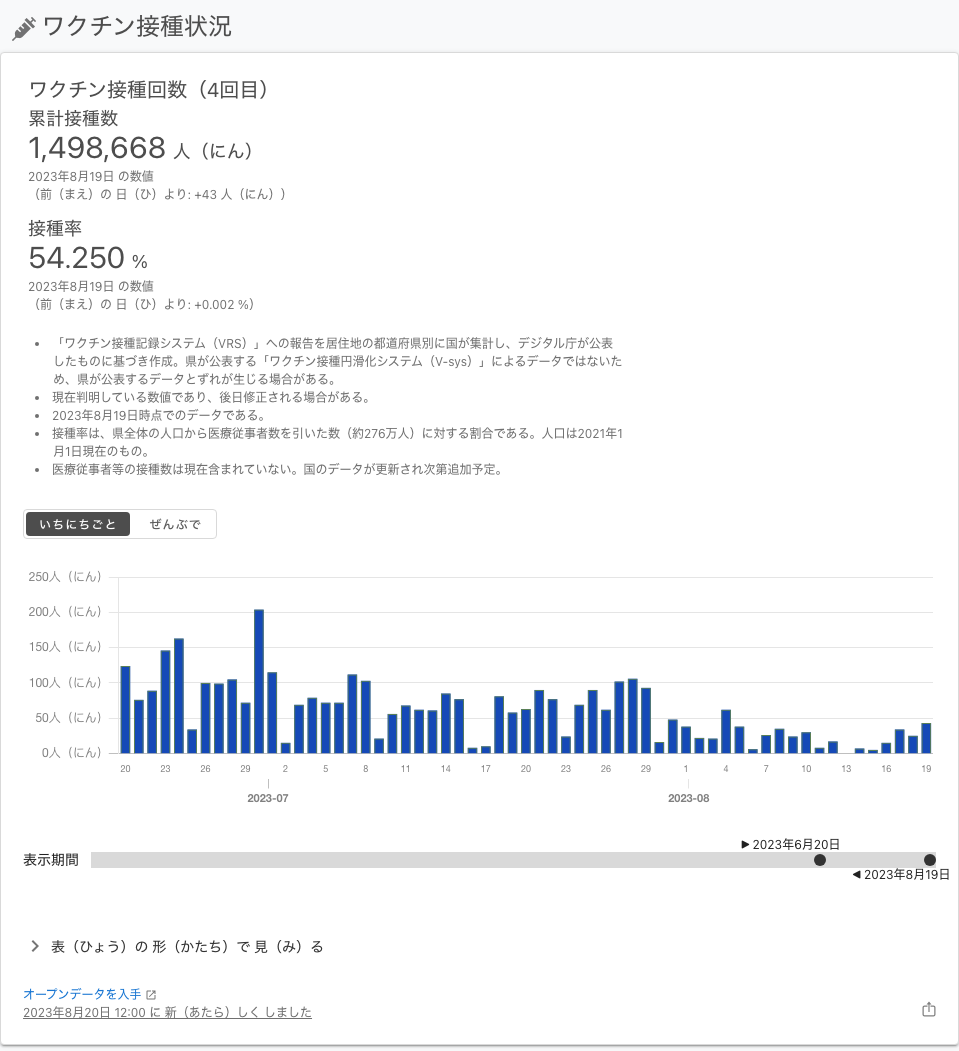 ワクチン接種状況
ワクチン接種回数（4回目）
累計接種数
1,498,668 人（にん）
2023年8月19日 の数値
（前（まえ）の 日（ひ）より: +43 人（にん））
接種率
54.250 %
2023年8月19日 の数値
（前（まえ）の 日（ひ）より: +0.002 %）
• 「ワクチン接種記録システム（VRS）」への報告を居住地の都道府県別に国が集計し、デジタル庁が公表
したものに基づき作成。県が公表する「ワクチン接種円滑化システム（V-sys）」によるデータではないた
め、県が公表するデータとずれが生じる場合がある。
• 現在判明している数値であり、後日修正される場合がある。
• 2023年8月19日時点でのデータである。
• 接種率は、県全体の人口から医療従事者数を引いた数（約276万人）に対する割合である。人口は2021年1
月1日現在のもの。
• 医療従事者等の接種数は現在含まれていない。国のデータが更新され次第追加予定。
いちにちごと ぜんぶで
250人（にん）
200人（にん）
150人（にん）
100人（にん）
50人（にん）
0人（にん）
20 23 26 29 2 5 8 11 14 17 20 23 26 29 1 4 7 10 13 16 19
2023-07 2023-08
2023年6月20日
表示期間
2023年8月19日
表（ひょう）の 形（かたち）で 見（み）る
オープンデータを入手
2023年8月20日 12:00 に 新（あたら）しく しました